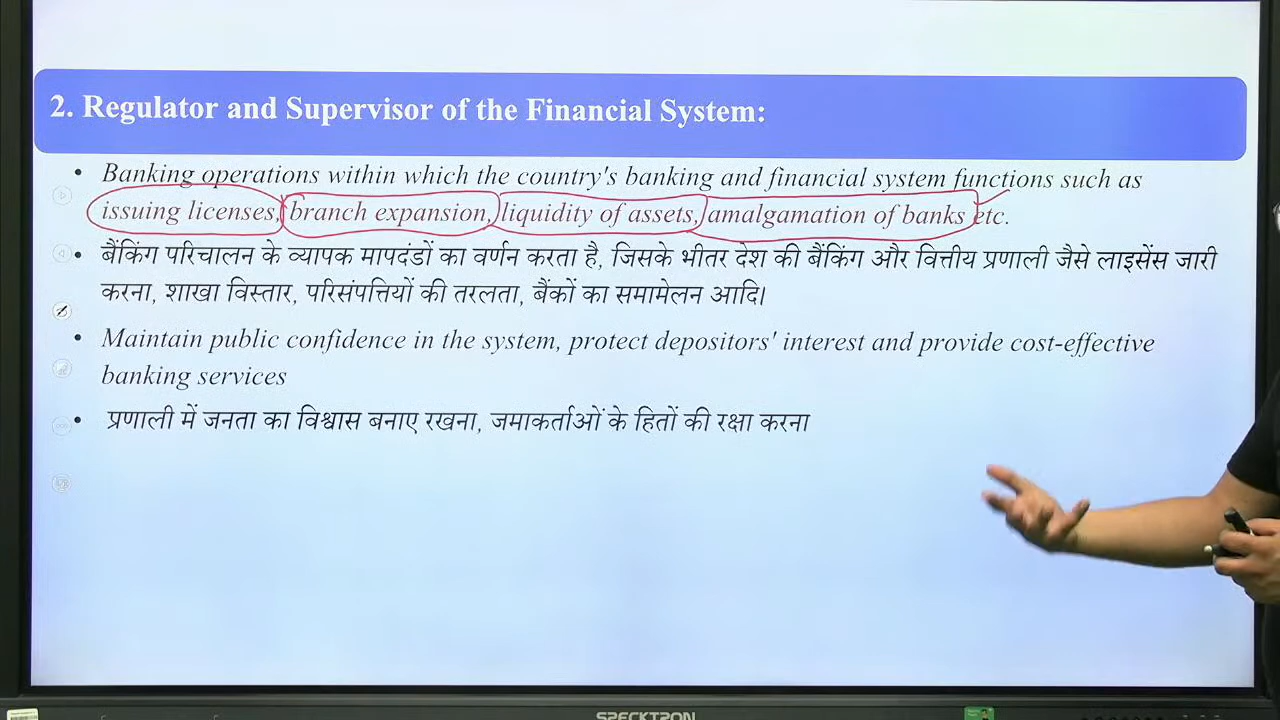 2. Regulator and Supervisor of the Financial System:
• Banking operations within which the country's banking and financial system functions such as
issuing licenses, branch expansion, liquidity of assets, amalgamation of banks etc.
• बैंकिंग परिचालन के व्यापक मापदंडों का वर्णन करता है, जिसके भीतर देश की बैंकिंग और वित्तीय प्रणाली जैसे लाइसेंस जारी
करना, शाखा विस्तार, परिसंपत्तियों की तरलता, बैंकों का समामेलन आदि।
• Maintain public confidence in the system, protect depositors' interest and provide cost-effective
banking services
• प्रणाली में जनता का विश्वास बनाए रखना, जमाकर्ताओं के हितों की रक्षा करना
SPECKTRON